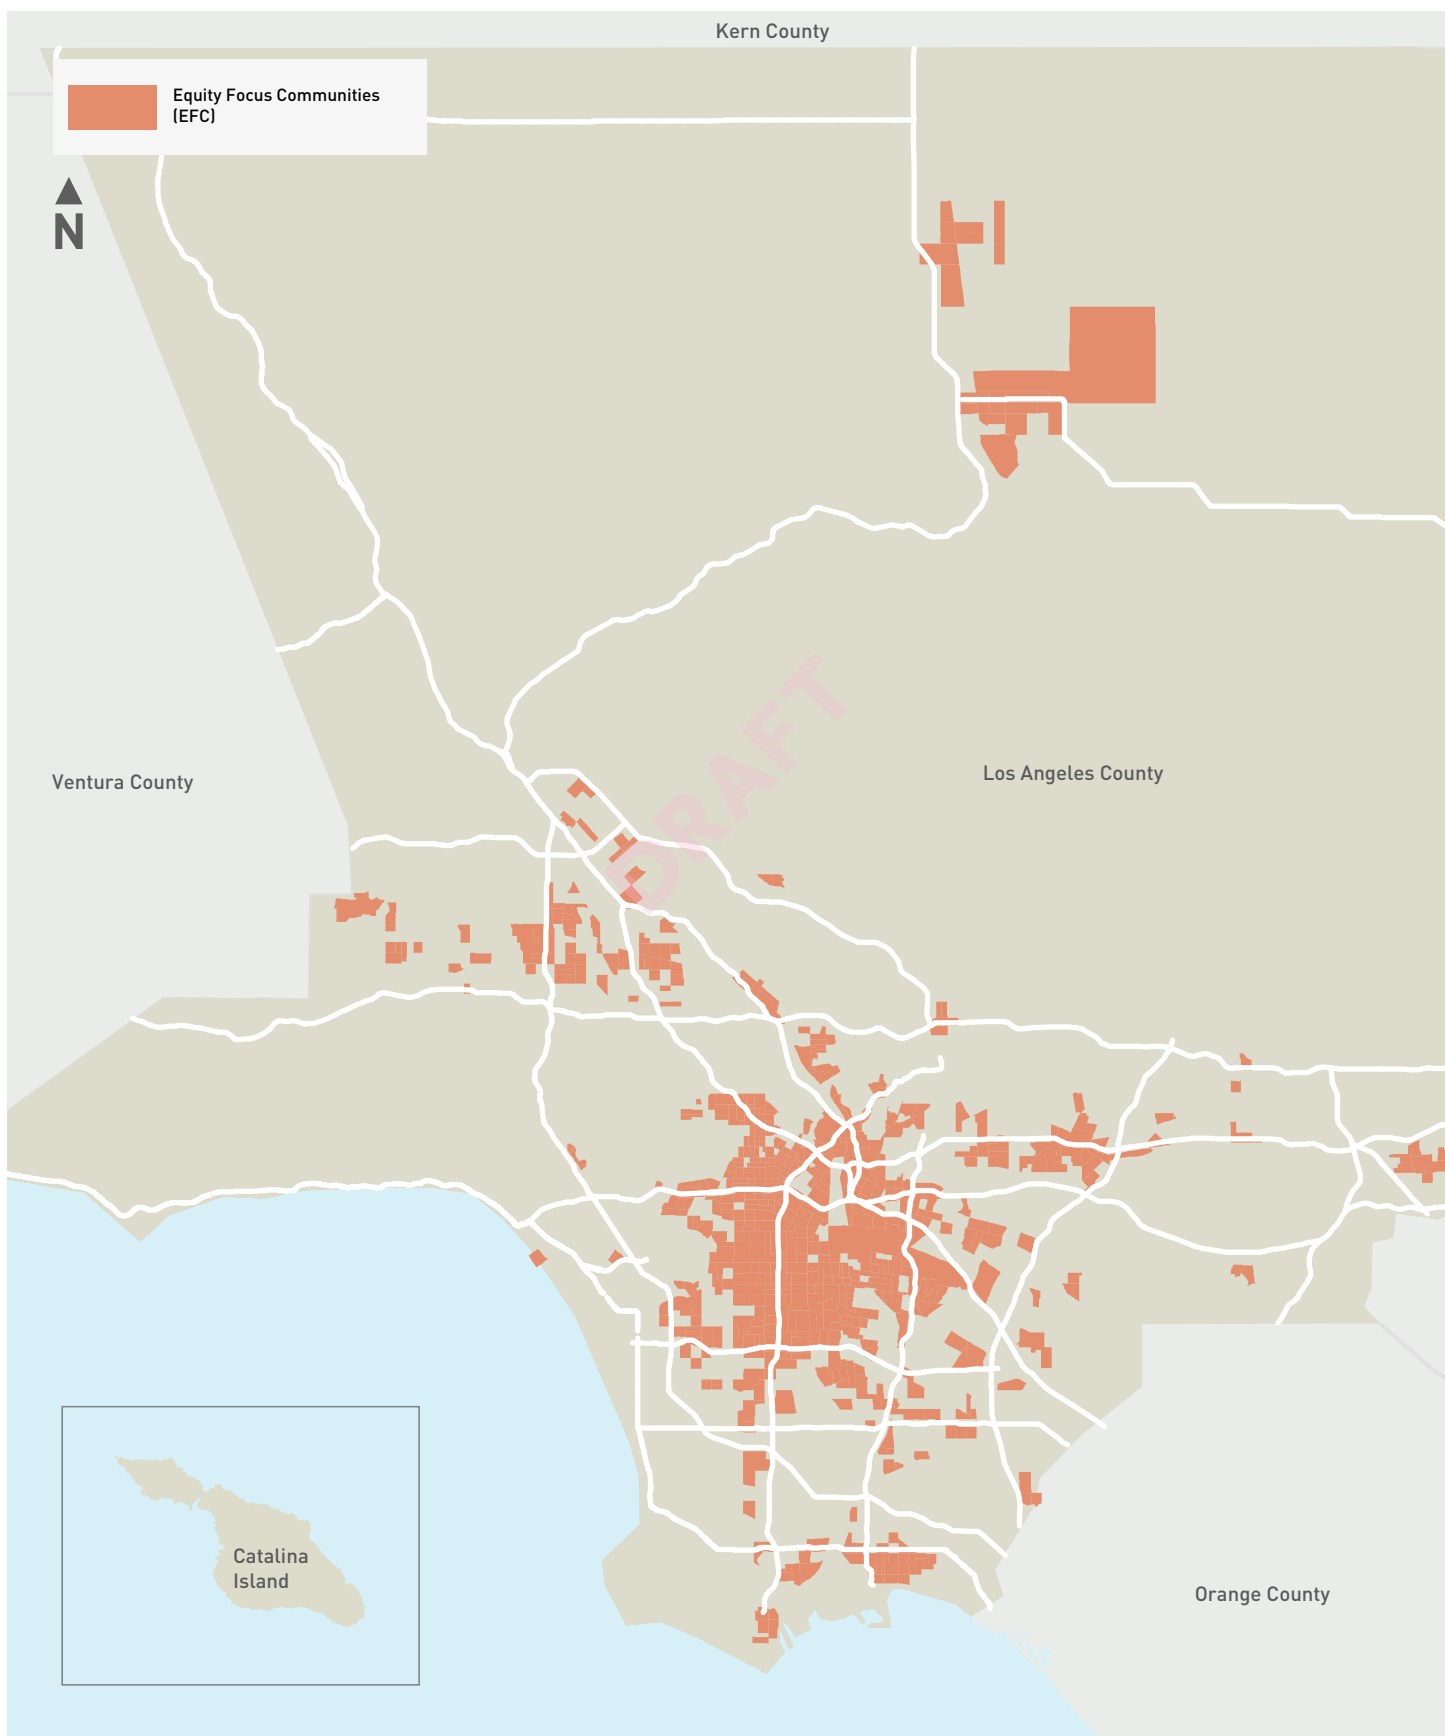 Kern County
Equity Focus Communities
(EFC)
N
Ventura County
Los Angeles County
DRAFT
Catalina
Island
Orange County